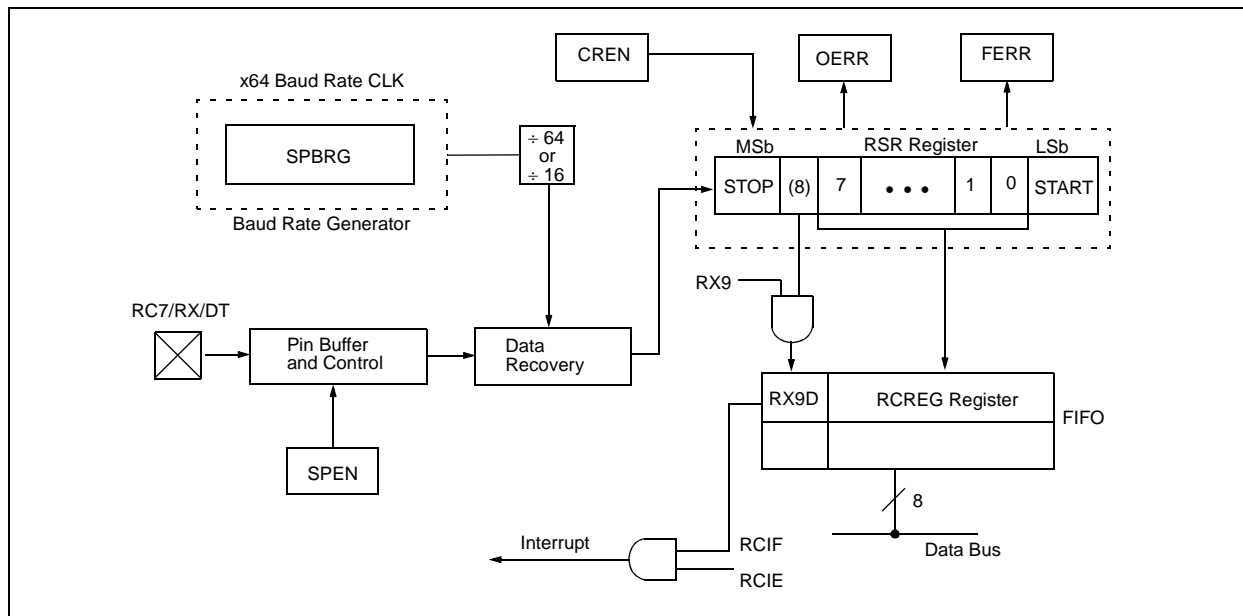 CREN
OERR
FERR
x64 Baud Rate CLK
SPBRG
÷ 64
or
÷ 16
Baud Rate Generator
MSb
RSR Register
LSb
STOP
(8)
7
• • •
1
0
START
RX9
RC7/RX/DT
Pin Buffer
and Control
Data
Recovery
SPEN
RX9D
RCREG Register
FIFO
8
Data Bus
Interrupt
RCIF
RCIE